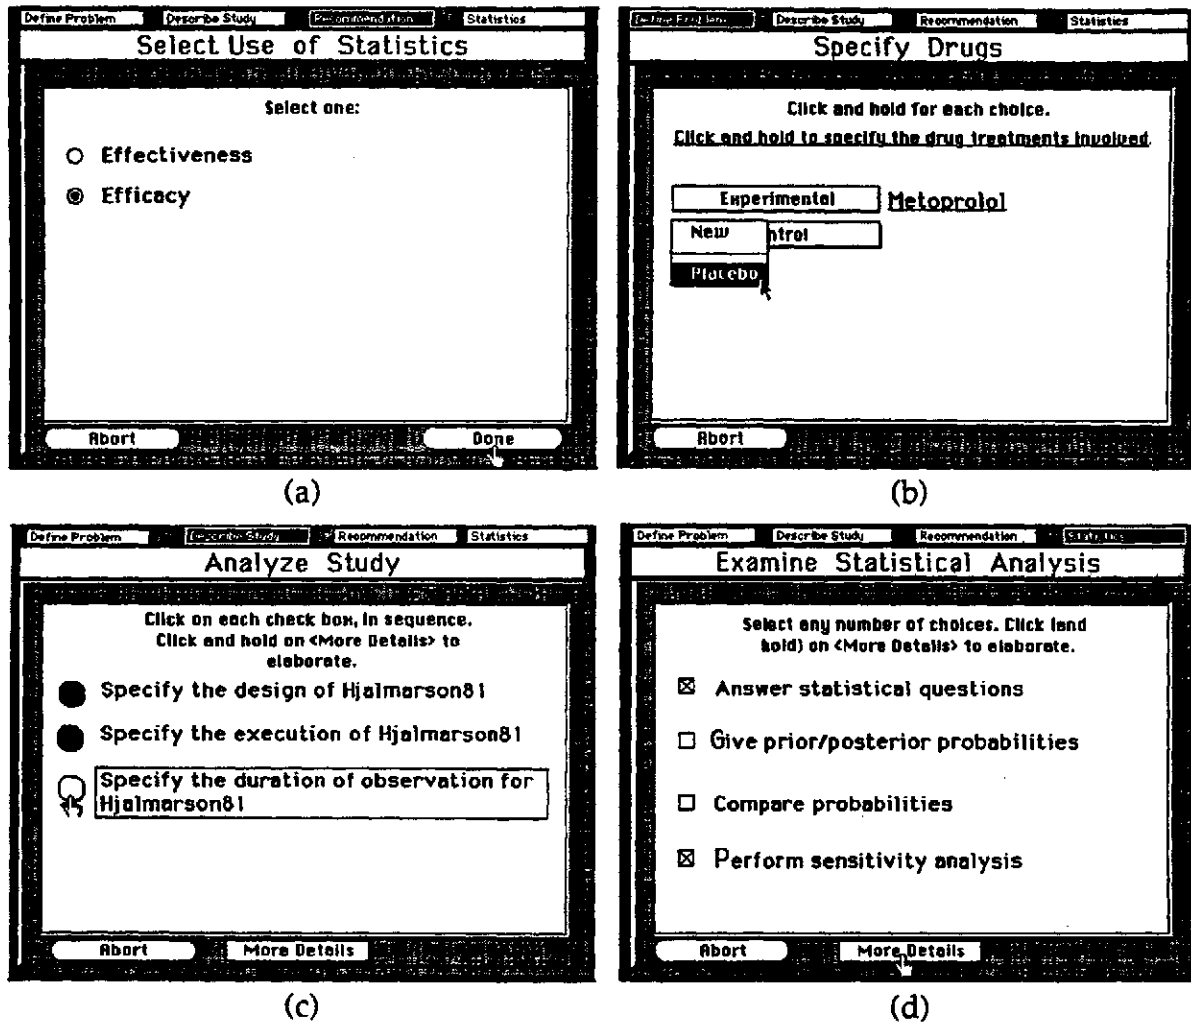 Define Problem Describe Study Recommendation Statistics
Select Use of Statistics
Select one:
Effectiveness
Efficacy
Abort Done
(a)
Define Problem Describe Study Recommendation Statistics
Specify Drugs
Click and hold for each choice.
Click and hold to specify the drug treatments involved.
Experimental Metoprolol
New ntrol
Placebo
Abort
(b)
Define Problem Describe Study Recommendation Statistics
Analyze Study
Click on each check box, in sequence.
Click and hold on <More Details> to
elaborate.
Specify the design of Hjalmarson81
Specify the execution of Hjalmarson81
Specify the duration of observation for
Hjalmarson81
Abort More Details
(c)
Define Problem Describe Study Recommendation Statistics
Examine Statistical Analysis
Select any number of choices. Click (and
hold) on <More Details> to elaborate.
Answer statistical questions
Give prior/posterior probabilities
Compare probabilities
Perform sensitivity analysis
Abort More Details
(d)